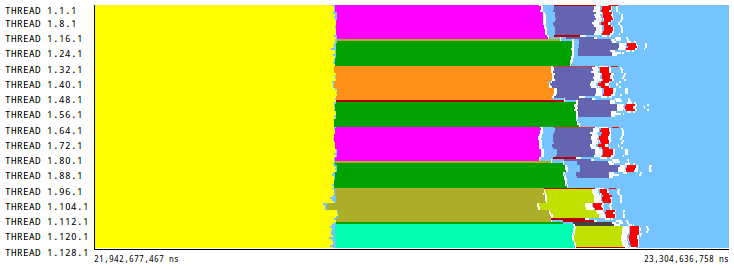 THREAD 1.1.1
THREAD 1.8.1
THREAD 1.16.1
THREAD 1.24.1
THREAD 1.32.1
THREAD 1.40.1
THREAD 1.48.1
THREAD 1.56.1
THREAD 1.64.1
THREAD 1.72.1
THREAD 1.80.1
THREAD 1.88.1
THREAD 1.96.1
THREAD 1.104.1
THREAD 1.112.1
THREAD 1.120.1
THREAD 1.128.1
21,942,677,467 ns
23,304,636,758 ns